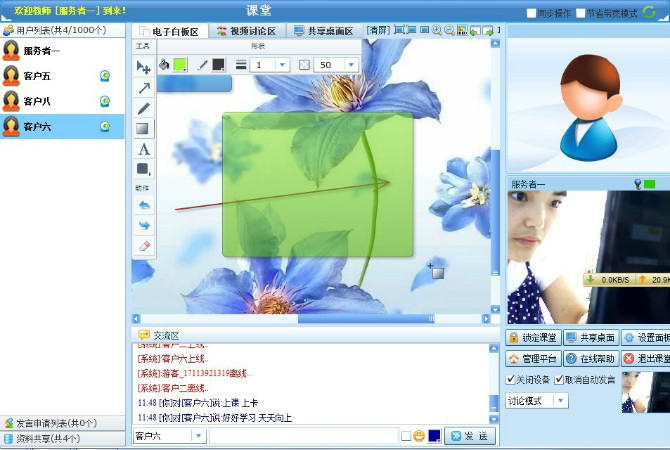 欢迎教师 [服务者一] 到来!
课堂
同步操作 节省带宽模式
用户列表(共4/1000个)
服务者一
客户五
客户八
客户六
电子白板区 视频讨论区 共享桌面区 [清屏]
工具
形状
1
50
A
动作
服务者一
0.0KB/S 20.9K
锁定课堂 共享桌面 设置面板
管理平台 在线帮助 退出课堂
关闭设备 取消自动发言
讨论模式
交流区
[系统]:客户六上线..
[系统]:游客_17113921319离线..
[系统]:客户二离线..
11:48 [你]对[客户六]说:上课 上卡
11:48 [你]对[客户六]说:好好学习 天天向上
客户六
发 送
发言申请列表(共0个)
资料共享(共4个)